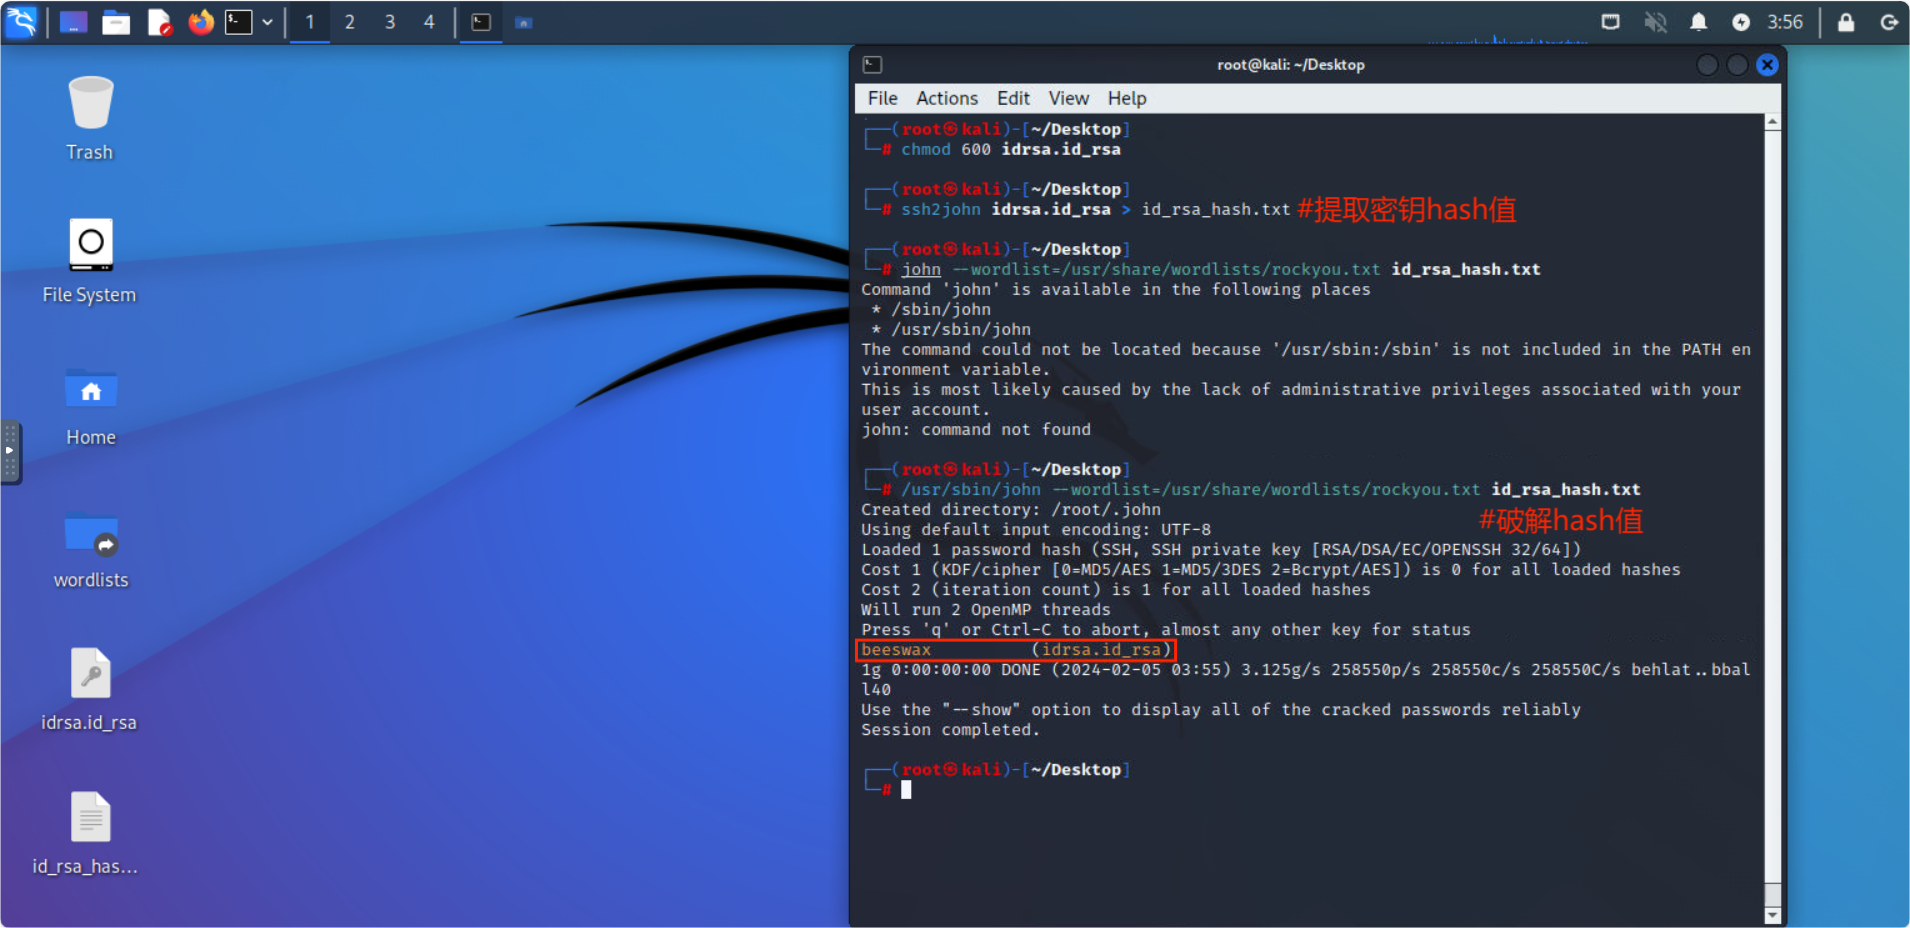 1 2 3 4 3:56
Trash
File System
Home
wordlists
idrsa.id_rsa
id_rsa_has...
root@kali: ~/Desktop
File Actions Edit View Help
┌──(root㉿kali)-[~/Desktop]
└─# chmod 600 idrsa.id_rsa
┌──(root㉿kali)-[~/Desktop]
└─# ssh2john idrsa.id_rsa > id_rsa_hash.txt #提取密钥hash值
┌──(root㉿kali)-[~/Desktop]
└─# john --wordlist=/usr/share/wordlists/rockyou.txt id_rsa_hash.txt
Command 'john' is available in the following places
* /sbin/john
* /usr/sbin/john
The command could not be located because '/usr/sbin:/sbin' is not included in the PATH en
vironment variable.
This is most likely caused by the lack of administrative privileges associated with your
user account.
john: command not found
┌──(root㉿kali)-[~/Desktop]
└─# /usr/sbin/john --wordlist=/usr/share/wordlists/rockyou.txt id_rsa_hash.txt
Created directory: /root/.john
#破解hash值
Using default input encoding: UTF-8
Loaded 1 password hash (SSH, SSH private key [RSA/DSA/EC/OPENSSH 32/64])
Cost 1 (KDF/cipher [0=MD5/AES 1=MD5/3DES 2=Bcrypt/AES]) is 0 for all loaded hashes
Cost 2 (iteration count) is 1 for all loaded hashes
Will run 2 OpenMP threads
Press 'q' or Ctrl-C to abort, almost any other key for status
beeswax (idrsa.id_rsa)
1g 0:00:00:00 DONE (2024-02-05 03:55) 3.125g/s 258550p/s 258550c/s 258550C/s behlat..bbal
l40
Use the "--show" option to display all of the cracked passwords reliably
Session completed.
┌──(root㉿kali)-[~/Desktop]
└─#